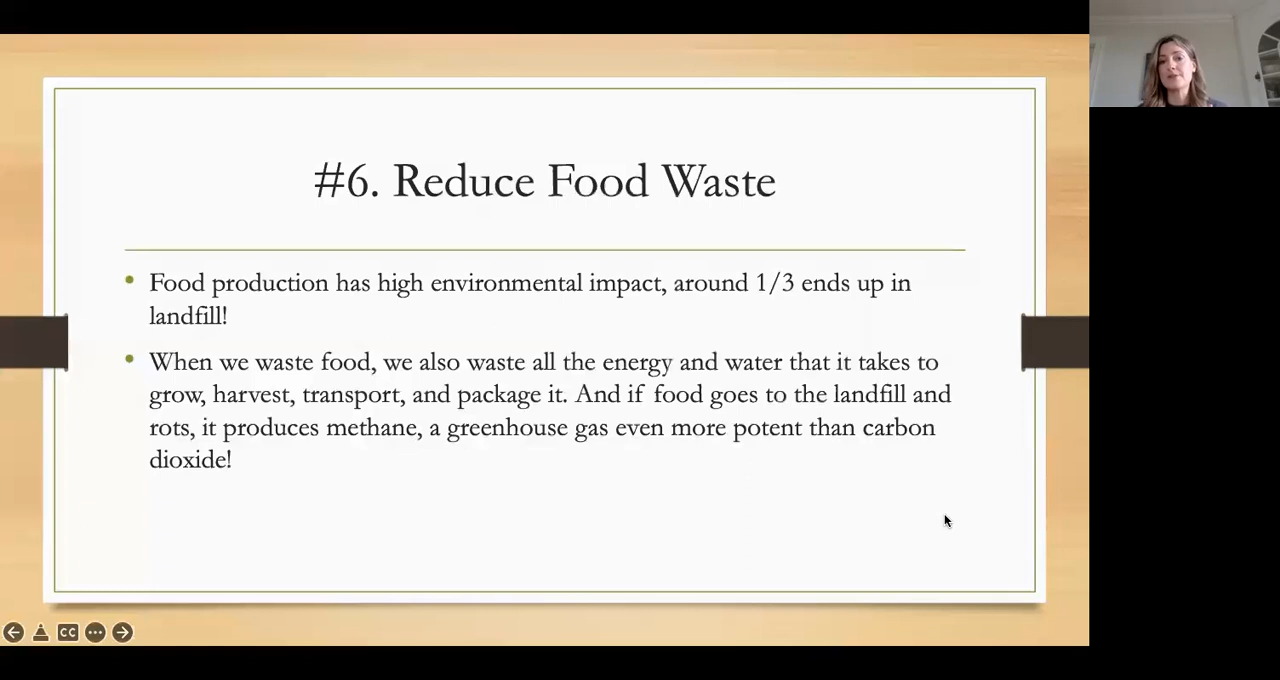 #6. Reduce Food Waste
Food production has high environmental impact, around 1/3 ends up in
landfill!
When we waste food, we also waste all the energy and water that it takes to
grow, harvest, transport, and package it. And if food goes to the landfill and
rots, it produces methane, a greenhouse gas even more potent than carbon
dioxide!
CC